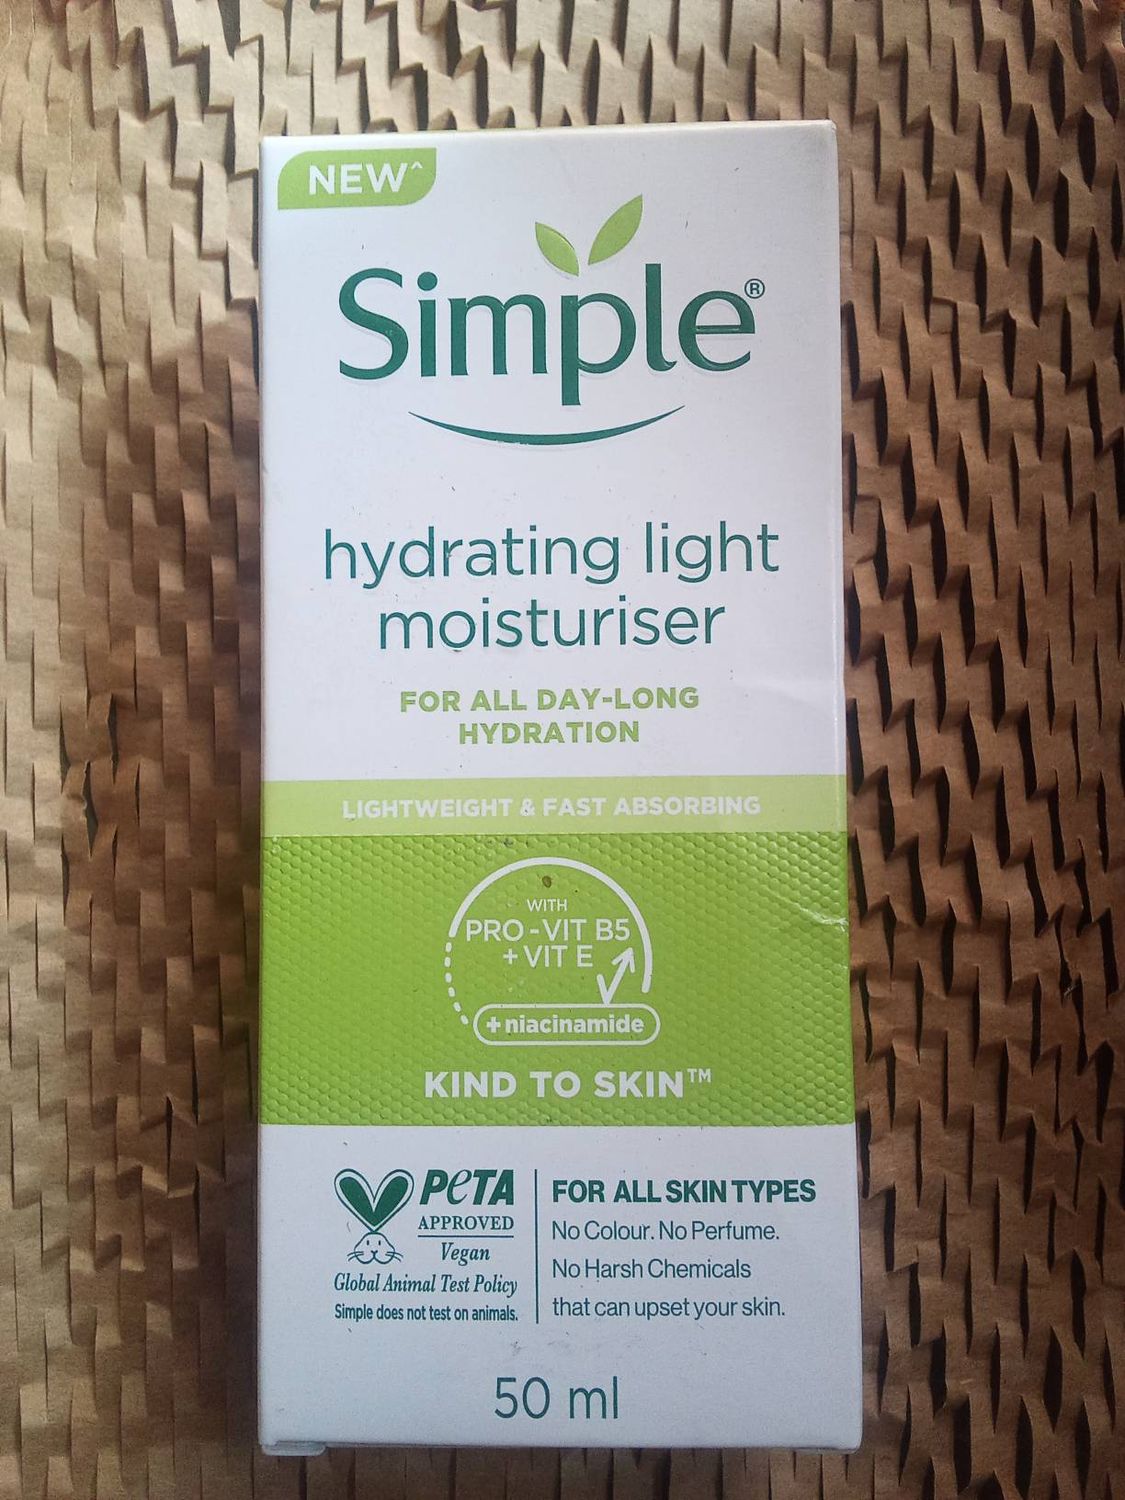 NEW^
Simple®
hydrating light
moisturiser
FOR ALL DAY-LONG
HYDRATION
LIGHTWEIGHT & FAST ABSORBING
WITH
PRO-VIT B5
+VIT E
+niacinamide
KIND TO SKIN™
PeTA
APPROVED
Vegan
Global Animal Test Policy
Simple does not test on animals.
FOR ALL SKIN TYPES
No Colour. No Perfume.
No Harsh Chemicals
that can upset your skin.
50 ml